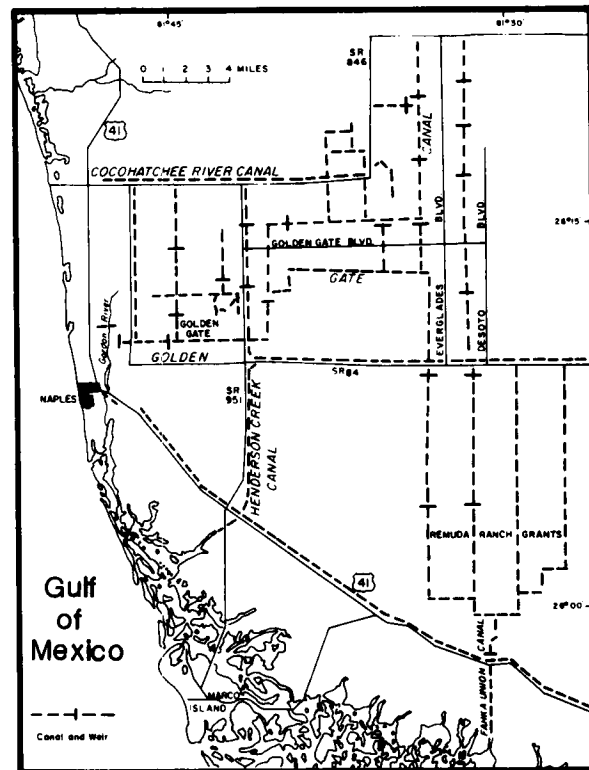 81°45'
81°30'
0 1 2 3 4 MILES
SR
846
41
CANAL
COCOHATCHEE RIVER CANAL
BLVD
BLVD
26°15
GOLDEN GATE BLVD.
GATE
Gordon River
GOLDEN
GATE
EVERGLADES
DESOTO
GOLDEN
SR84
NAPLES
SR
951
HENDERSON CREEK
CANAL
REMUDA RANCH GRANTS
41
26°00
Gulf
of
Mexico
FAHKA UNION CANAL
MARCO
ISLAND
Canal and Weir